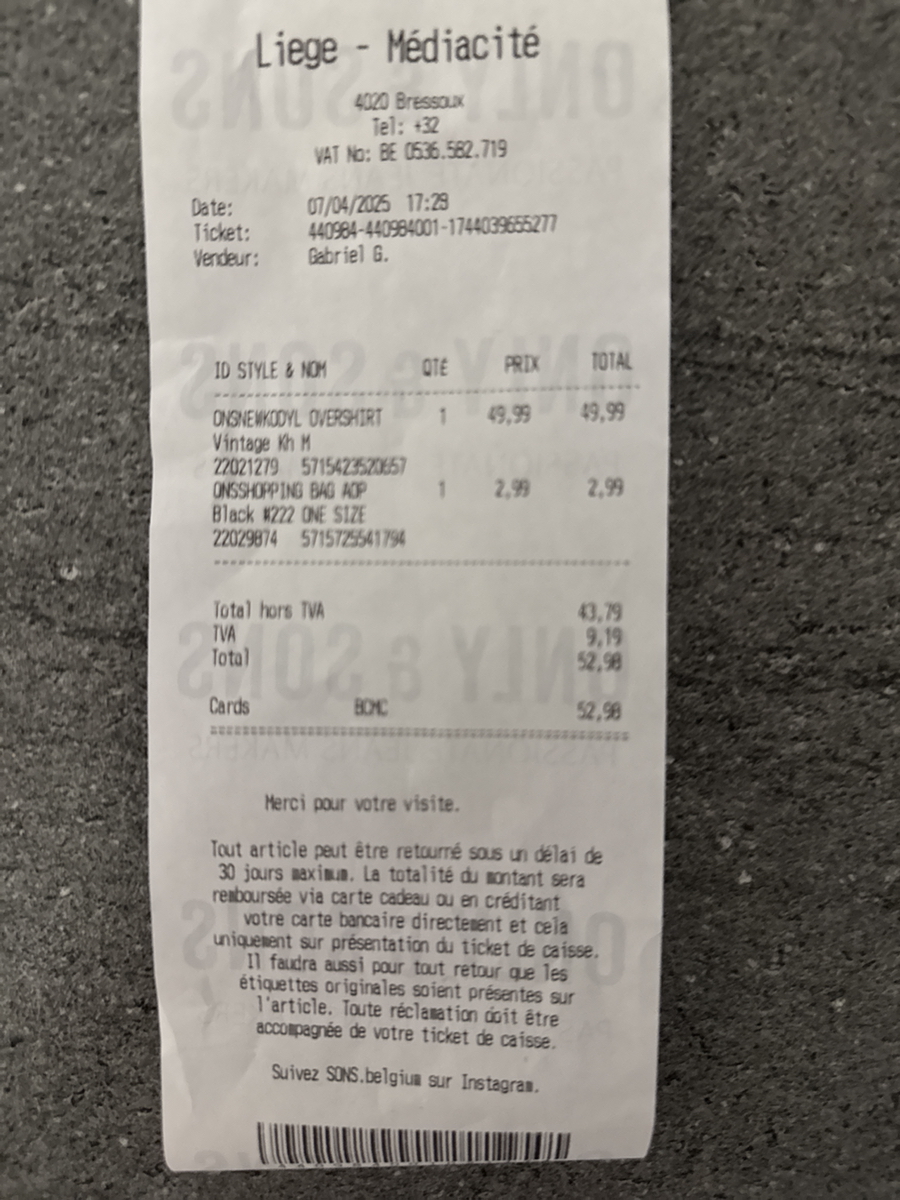 Liege - Médiacité
4020 Bressoux
Tel: +32
VAT No: BE 0536.582.719
Date: 07/04/2025 17:29
Ticket: 440984-440984001-1744039655277
Vendeur: Gabriel G.
ID STYLE & NOM QTÉ PRIX TOTAL
ONSNEWKODYL OVERSHIRT 1 49,99 49,99
Vintage Kh M
22021279 5715423520657
ONSSHOPPING BAG AOP 1 2,99 2,99
Black #222 ONE SIZE
22029874 5715725541794
Total hors TVA 43,79
TVA 9,19
Total 52,98
Cards BCMC 52,98
Merci pour votre visite.
Tout article peut être retourné sous un délai de
30 jours maximum. La totalité du montant sera
remboursée via carte cadeau ou en créditant
votre carte bancaire directement et cela
uniquement sur présentation du ticket de caisse.
Il faudra aussi pour tout retour que les
étiquettes originales soient présentes sur
l'article. Toute réclamation doit être
accompagnée de votre ticket de caisse.
Suivez SONS.belgium sur Instagram.